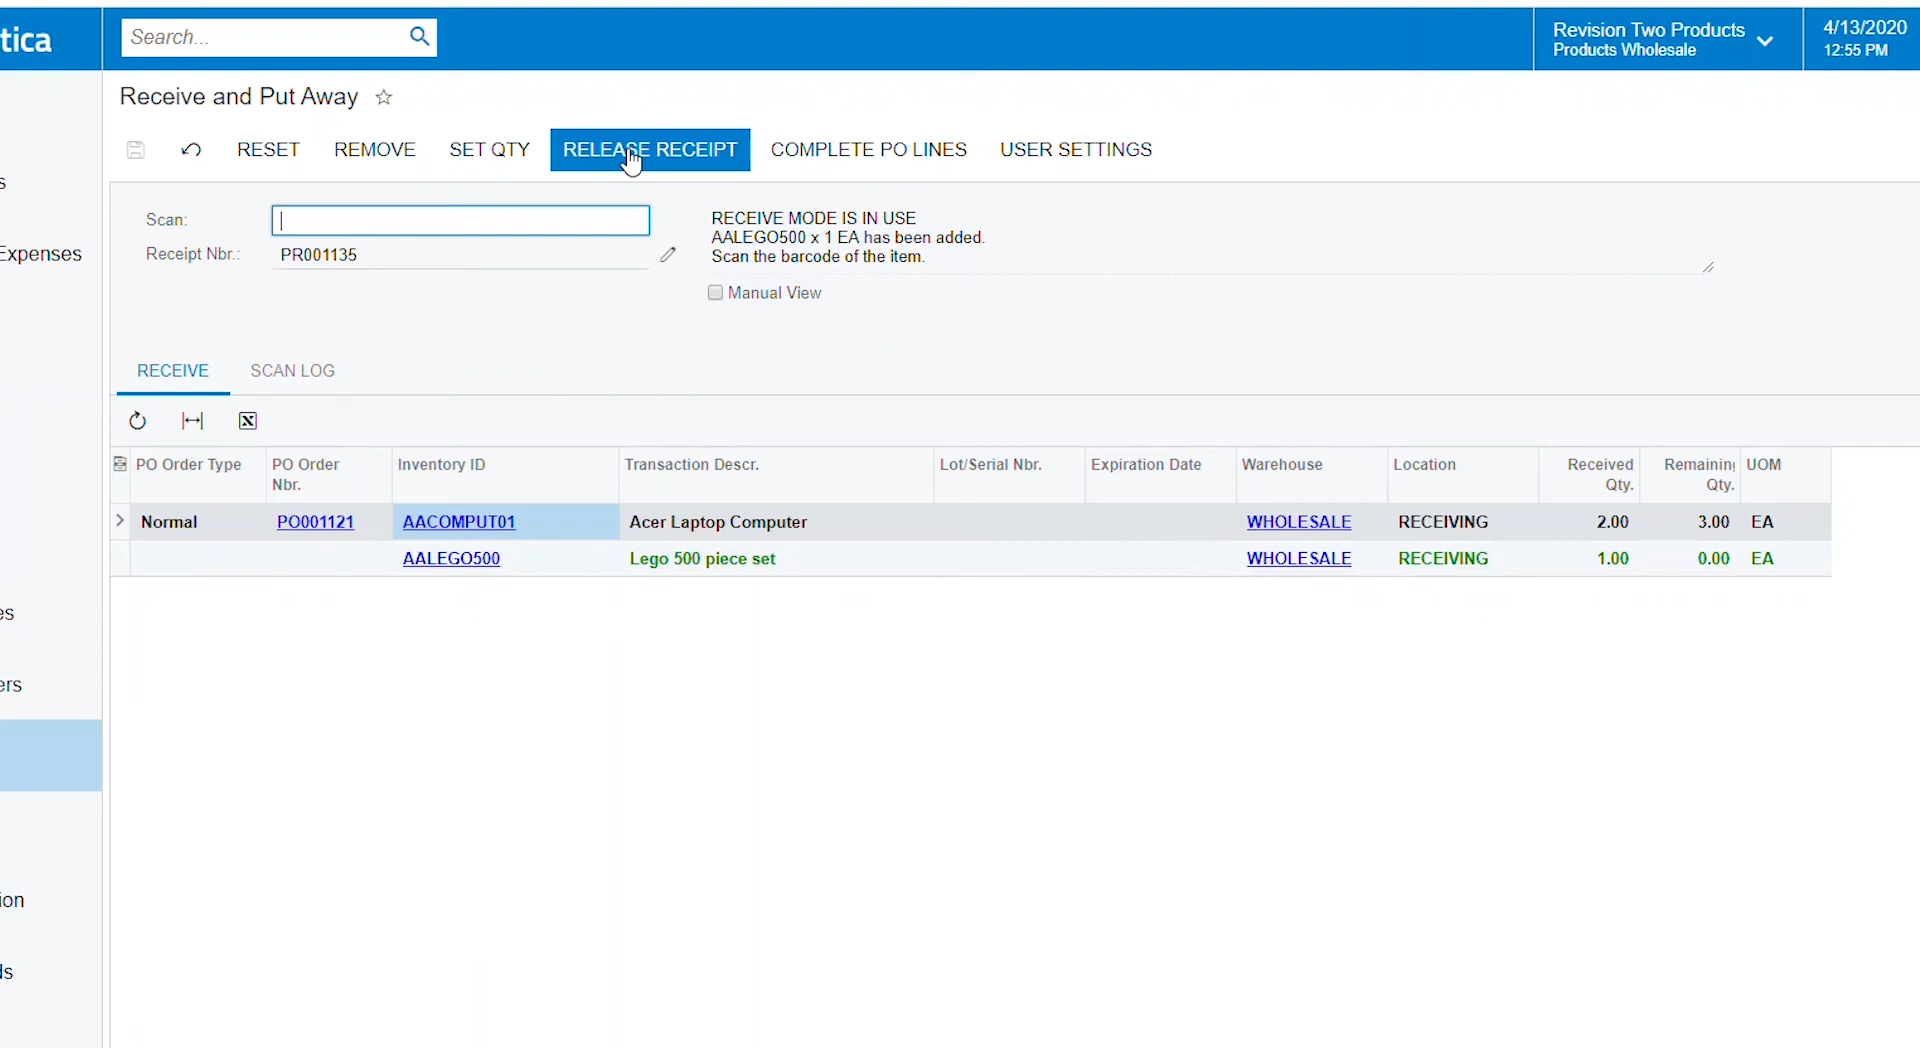 tica
Search...
Revision Two Products
Products Wholesale
4/13/2020
12:55 PM
Receive and Put Away
RESET REMOVE SET QTY RELEASE RECEIPT COMPLETE PO LINES USER SETTINGS
s
Scan:
RECEIVE MODE IS IN USE
AALEGO500 x 1 EA has been added.
Scan the barcode of the item.
Expenses
Receipt Nbr.: PR001135
Manual View
RECEIVE SCAN LOG
PO Order Type PO Order Nbr. Inventory ID Transaction Descr. Lot/Serial Nbr. Expiration Date Warehouse Location Received Qty. Remaining Qty. UOM
Normal PO001121 AACOMPUT01 Acer Laptop Computer WHOLESALE RECEIVING 2.00 3.00 EA
AALEGO500 Lego 500 piece set WHOLESALE RECEIVING 1.00 0.00 EA
es
ers
ion
ds